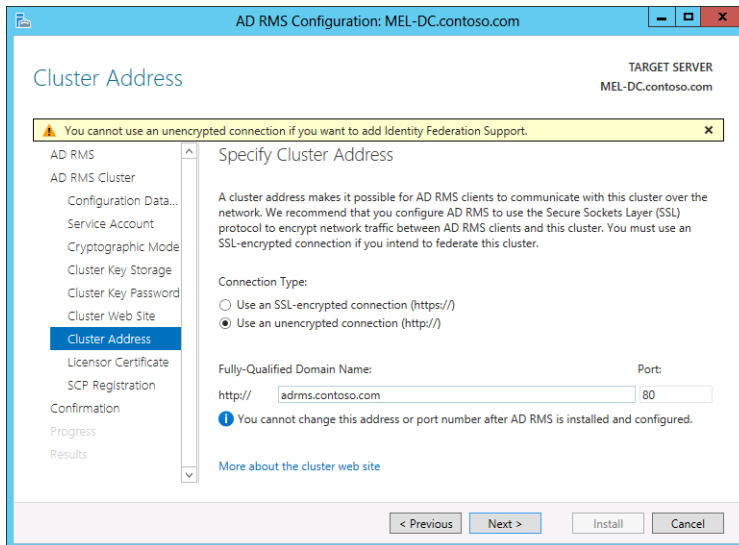 AD RMS Configuration: MEL-DC.contoso.com
Cluster Address
TARGET SERVER
MEL-DC.contoso.com
You cannot use an unencrypted connection if you want to add Identity Federation Support.
AD RMS
AD RMS Cluster
Configuration Data...
Service Account
Cryptographic Mode
Cluster Key Storage
Cluster Key Password
Cluster Web Site
Cluster Address
Licensor Certificate
SCP Registration
Confirmation
Progress
Results
Specify Cluster Address
A cluster address makes it possible for AD RMS clients to communicate with this cluster over the
network. We recommend that you configure AD RMS to use the Secure Sockets Layer (SSL)
protocol to encrypt network traffic between AD RMS clients and this cluster. You must use an
SSL-encrypted connection if you intend to federate this cluster.
Connection Type:
Use an SSL-encrypted connection (https://)
Use an unencrypted connection (http://)
Fully-Qualified Domain Name: Port:
http:// adrms.contoso.com 80
You cannot change this address or port number after AD RMS is installed and configured.
More about the cluster web site
< Previous Next > Install Cancel